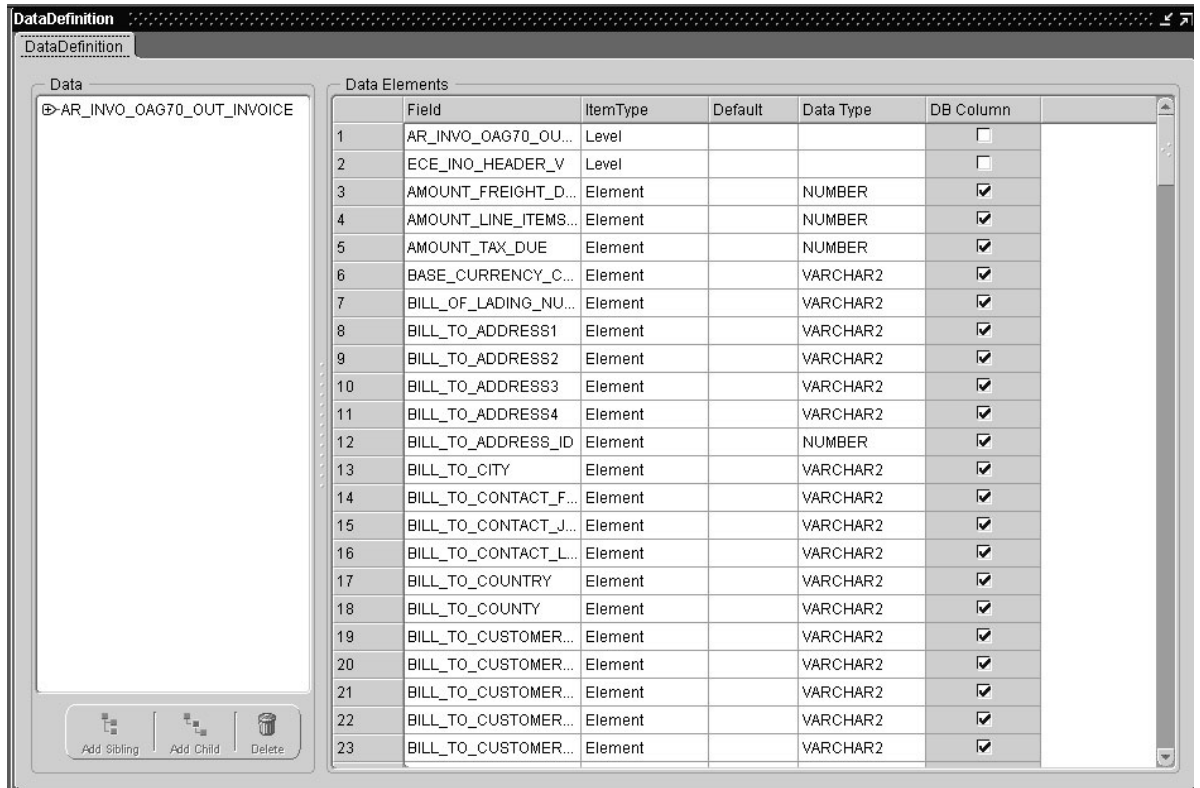 DataDefinition
DataDefinition
Data
AR_INVO_OAG70_OUT_INVOICE
Add Sibling Add Child Delete
Data Elements
Field ItemType Default Data Type DB Column
1 AR_INVO_OAG70_OU... Level
2 ECE_INO_HEADER_V Level
3 AMOUNT_FREIGHT_D... Element NUMBER
4 AMOUNT_LINE_ITEMS... Element NUMBER
5 AMOUNT_TAX_DUE Element NUMBER
6 BASE_CURRENCY_C... Element VARCHAR2
7 BILL_OF_LADING_NU... Element VARCHAR2
8 BILL_TO_ADDRESS1 Element VARCHAR2
9 BILL_TO_ADDRESS2 Element VARCHAR2
10 BILL_TO_ADDRESS3 Element VARCHAR2
11 BILL_TO_ADDRESS4 Element VARCHAR2
12 BILL_TO_ADDRESS_ID Element NUMBER
13 BILL_TO_CITY Element VARCHAR2
14 BILL_TO_CONTACT_F... Element VARCHAR2
15 BILL_TO_CONTACT_J... Element VARCHAR2
16 BILL_TO_CONTACT_L... Element VARCHAR2
17 BILL_TO_COUNTRY Element VARCHAR2
18 BILL_TO_COUNTY Element VARCHAR2
19 BILL_TO_CUSTOMER... Element VARCHAR2
20 BILL_TO_CUSTOMER... Element VARCHAR2
21 BILL_TO_CUSTOMER... Element VARCHAR2
22 BILL_TO_CUSTOMER... Element VARCHAR2
23 BILL_TO_CUSTOMER... Element VARCHAR2